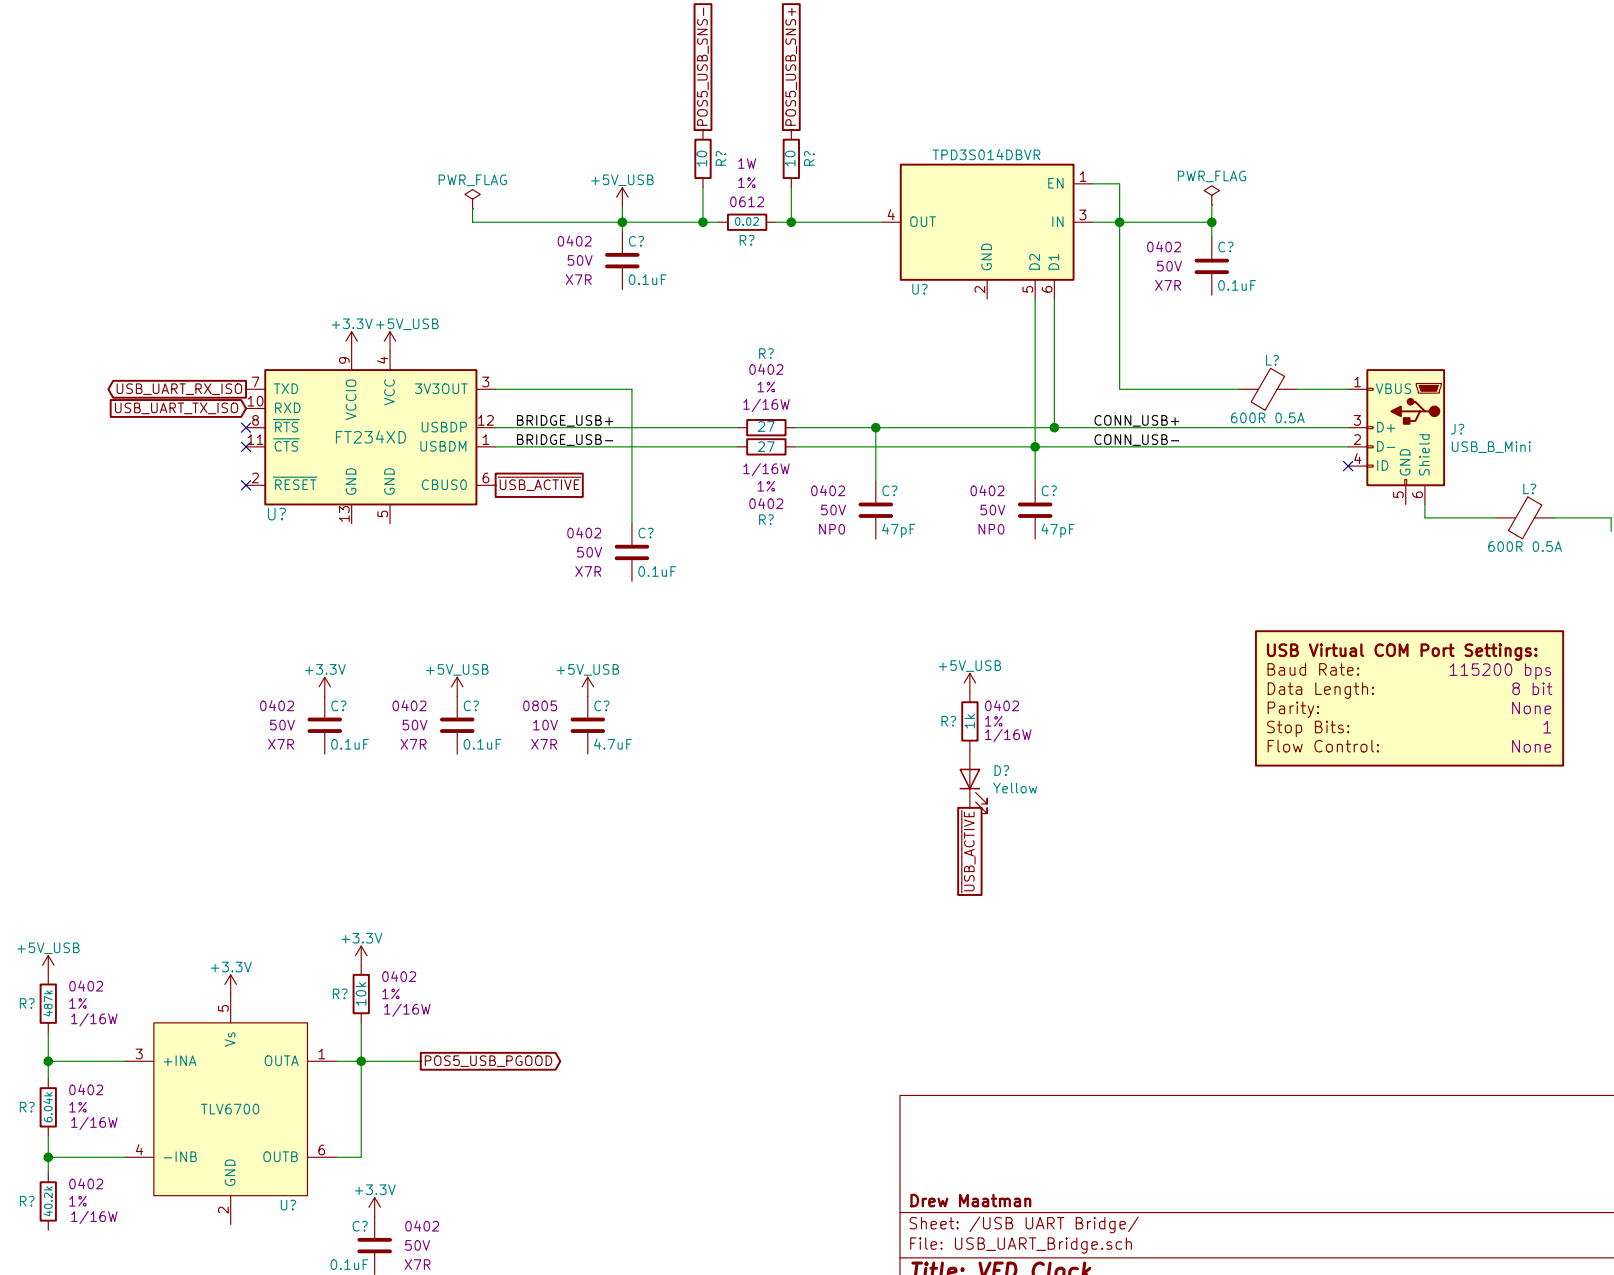 POS5_USB_SNS-
POS5_USB_SNS+
10
R?
10
R?
1W
1%
0612
0.02
R?
PWR_FLAG
+5V_USB
0402
50V
X7R
C?
0.1uF
TPD3S014DBVR
EN
1
IN
3
4
OUT
GND
D2
D1
2
5
6
U?
PWR_FLAG
0402
50V
X7R
C?
0.1uF
+3.3V
+5V_USB
9
4
USB_UART_RX_ISO
7
TXD
USB_UART_TX_ISO
10
RXD
8
RTS
11
CTS
2
RESET
VCCIO
VCC
3V3OUT
3
FT234XD
USBDP
12
USBDM
1
CBUS0
6
GND
GND
13
5
U?
BRIDGE_USB+
BRIDGE_USB-
USB_ACTIVE
R?
0402
1%
1/16W
27
27
1/16W
1%
0402
R?
0402
50V
X7R
C?
0.1uF
0402
50V
NP0
C?
47pF
0402
50V
NP0
C?
47pF
CONN_USB+
CONN_USB-
L?
600R 0.5A
1
VBUS
3
D+
2
D-
4
ID
GND
Shield
5
6
J?
USB_B_Mini
L?
600R 0.5A
+3.3V
0402
50V
X7R
C?
0.1uF
+5V_USB
0402
50V
X7R
C?
0.1uF
+5V_USB
0805
10V
X7R
C?
4.7uF
+5V_USB
R?
1k
0402
1%
1/16W
D?
Yellow
USB_ACTIVE
USB Virtual COM Port Settings:
Baud Rate: 115200 bps
Data Length: 8 bit
Parity: None
Stop Bits: 1
Flow Control: None
+5V_USB
R?
487k
0402
1%
1/16W
R?
6.04k
0402
1%
1/16W
R?
40.2k
0402
1%
1/16W
+3.3V
5
Vs
3
+INA
OUTA
1
TLV6700
4
-INB
OUTB
6
GND
2
U?
+3.3V
R?
10k
0402
1%
1/16W
POS5_USB_PGOOD
+3.3V
C?
0.1uF
0402
50V
X7R
Drew Maatman
Sheet: /USB UART Bridge/
File: USB_UART_Bridge.sch
Title: VFD Clock